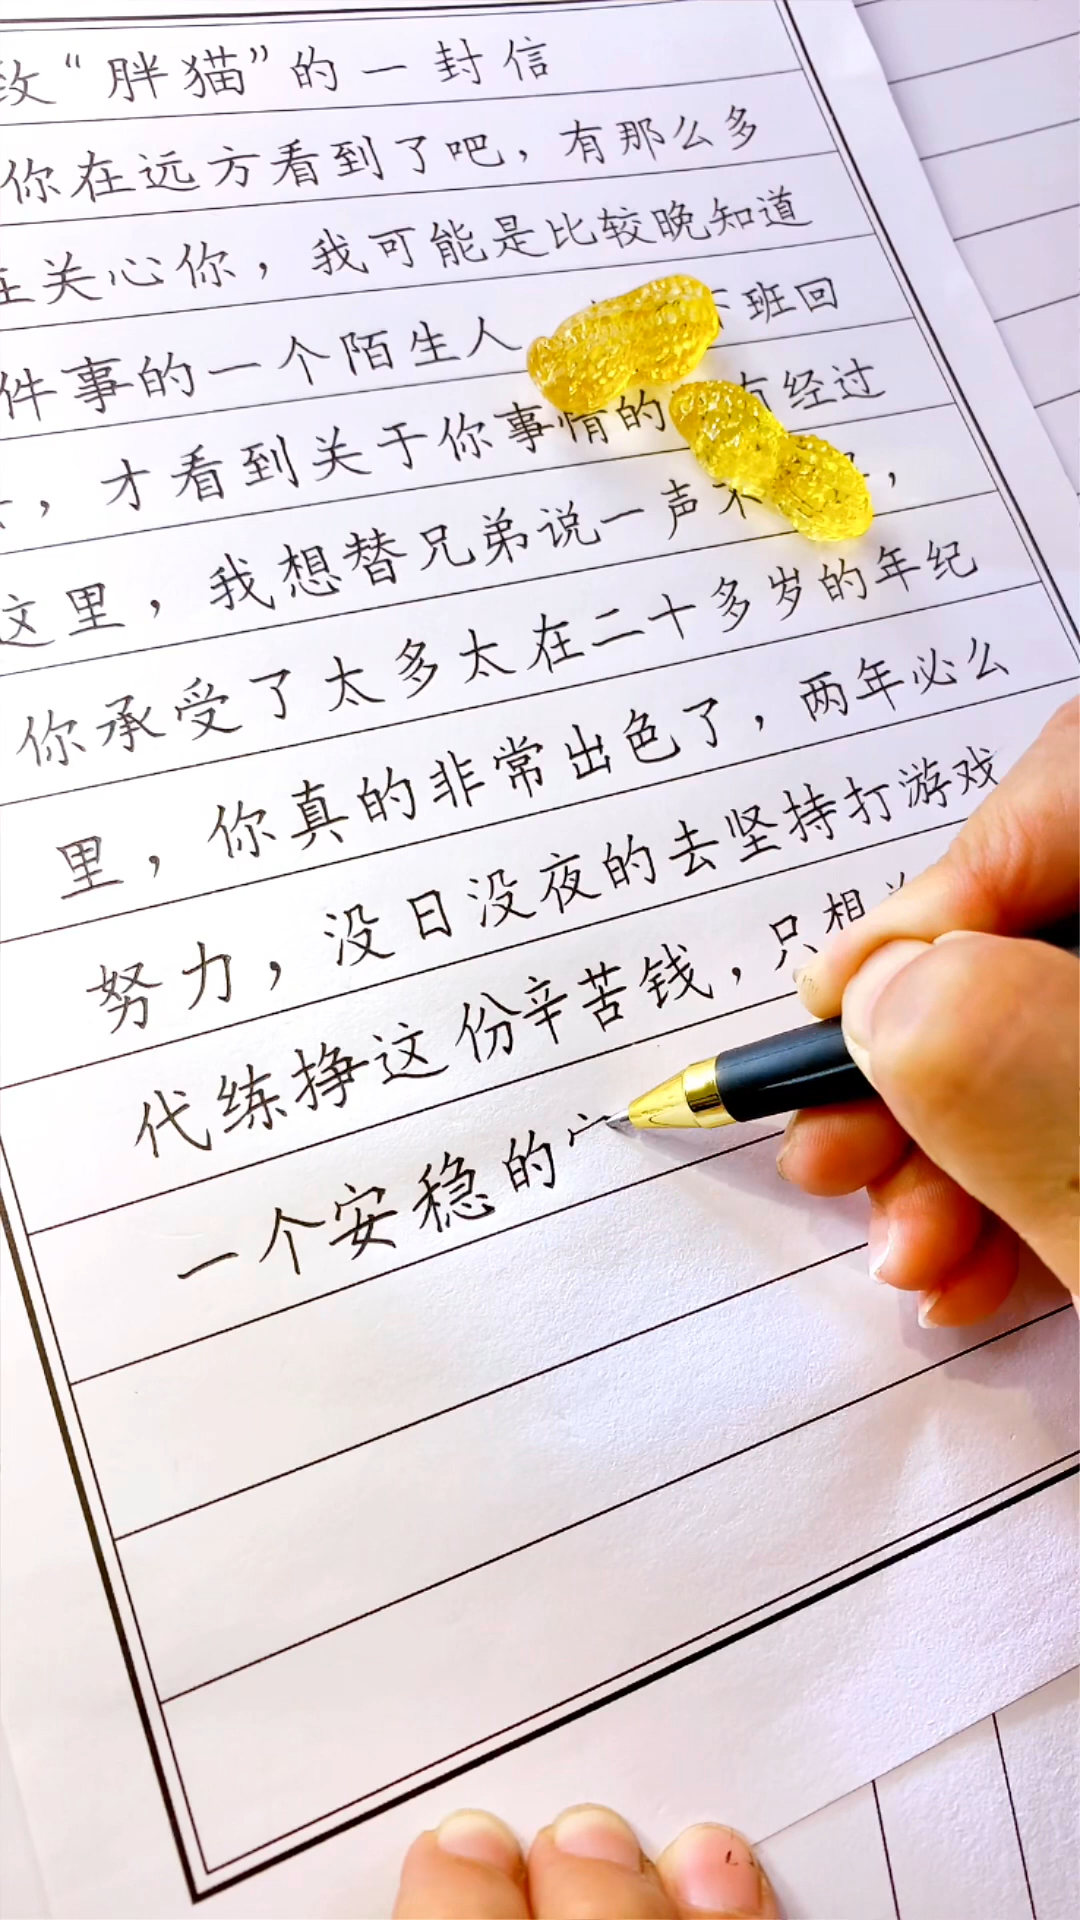 致“胖猫”的一封信
你在远方看到了吧，有那么多
在关心你，我可能是比较晚知道
件事的一个陌生人 班回
，才看到关于你事情的 有经过
这里，我想替兄弟说一声不 ，
你承受了太多太在二十多岁的年纪
里，你真的非常出色了，两年必么
努力，没日没夜的去坚持打游戏
代练挣这份辛苦钱，只想
一个安稳的